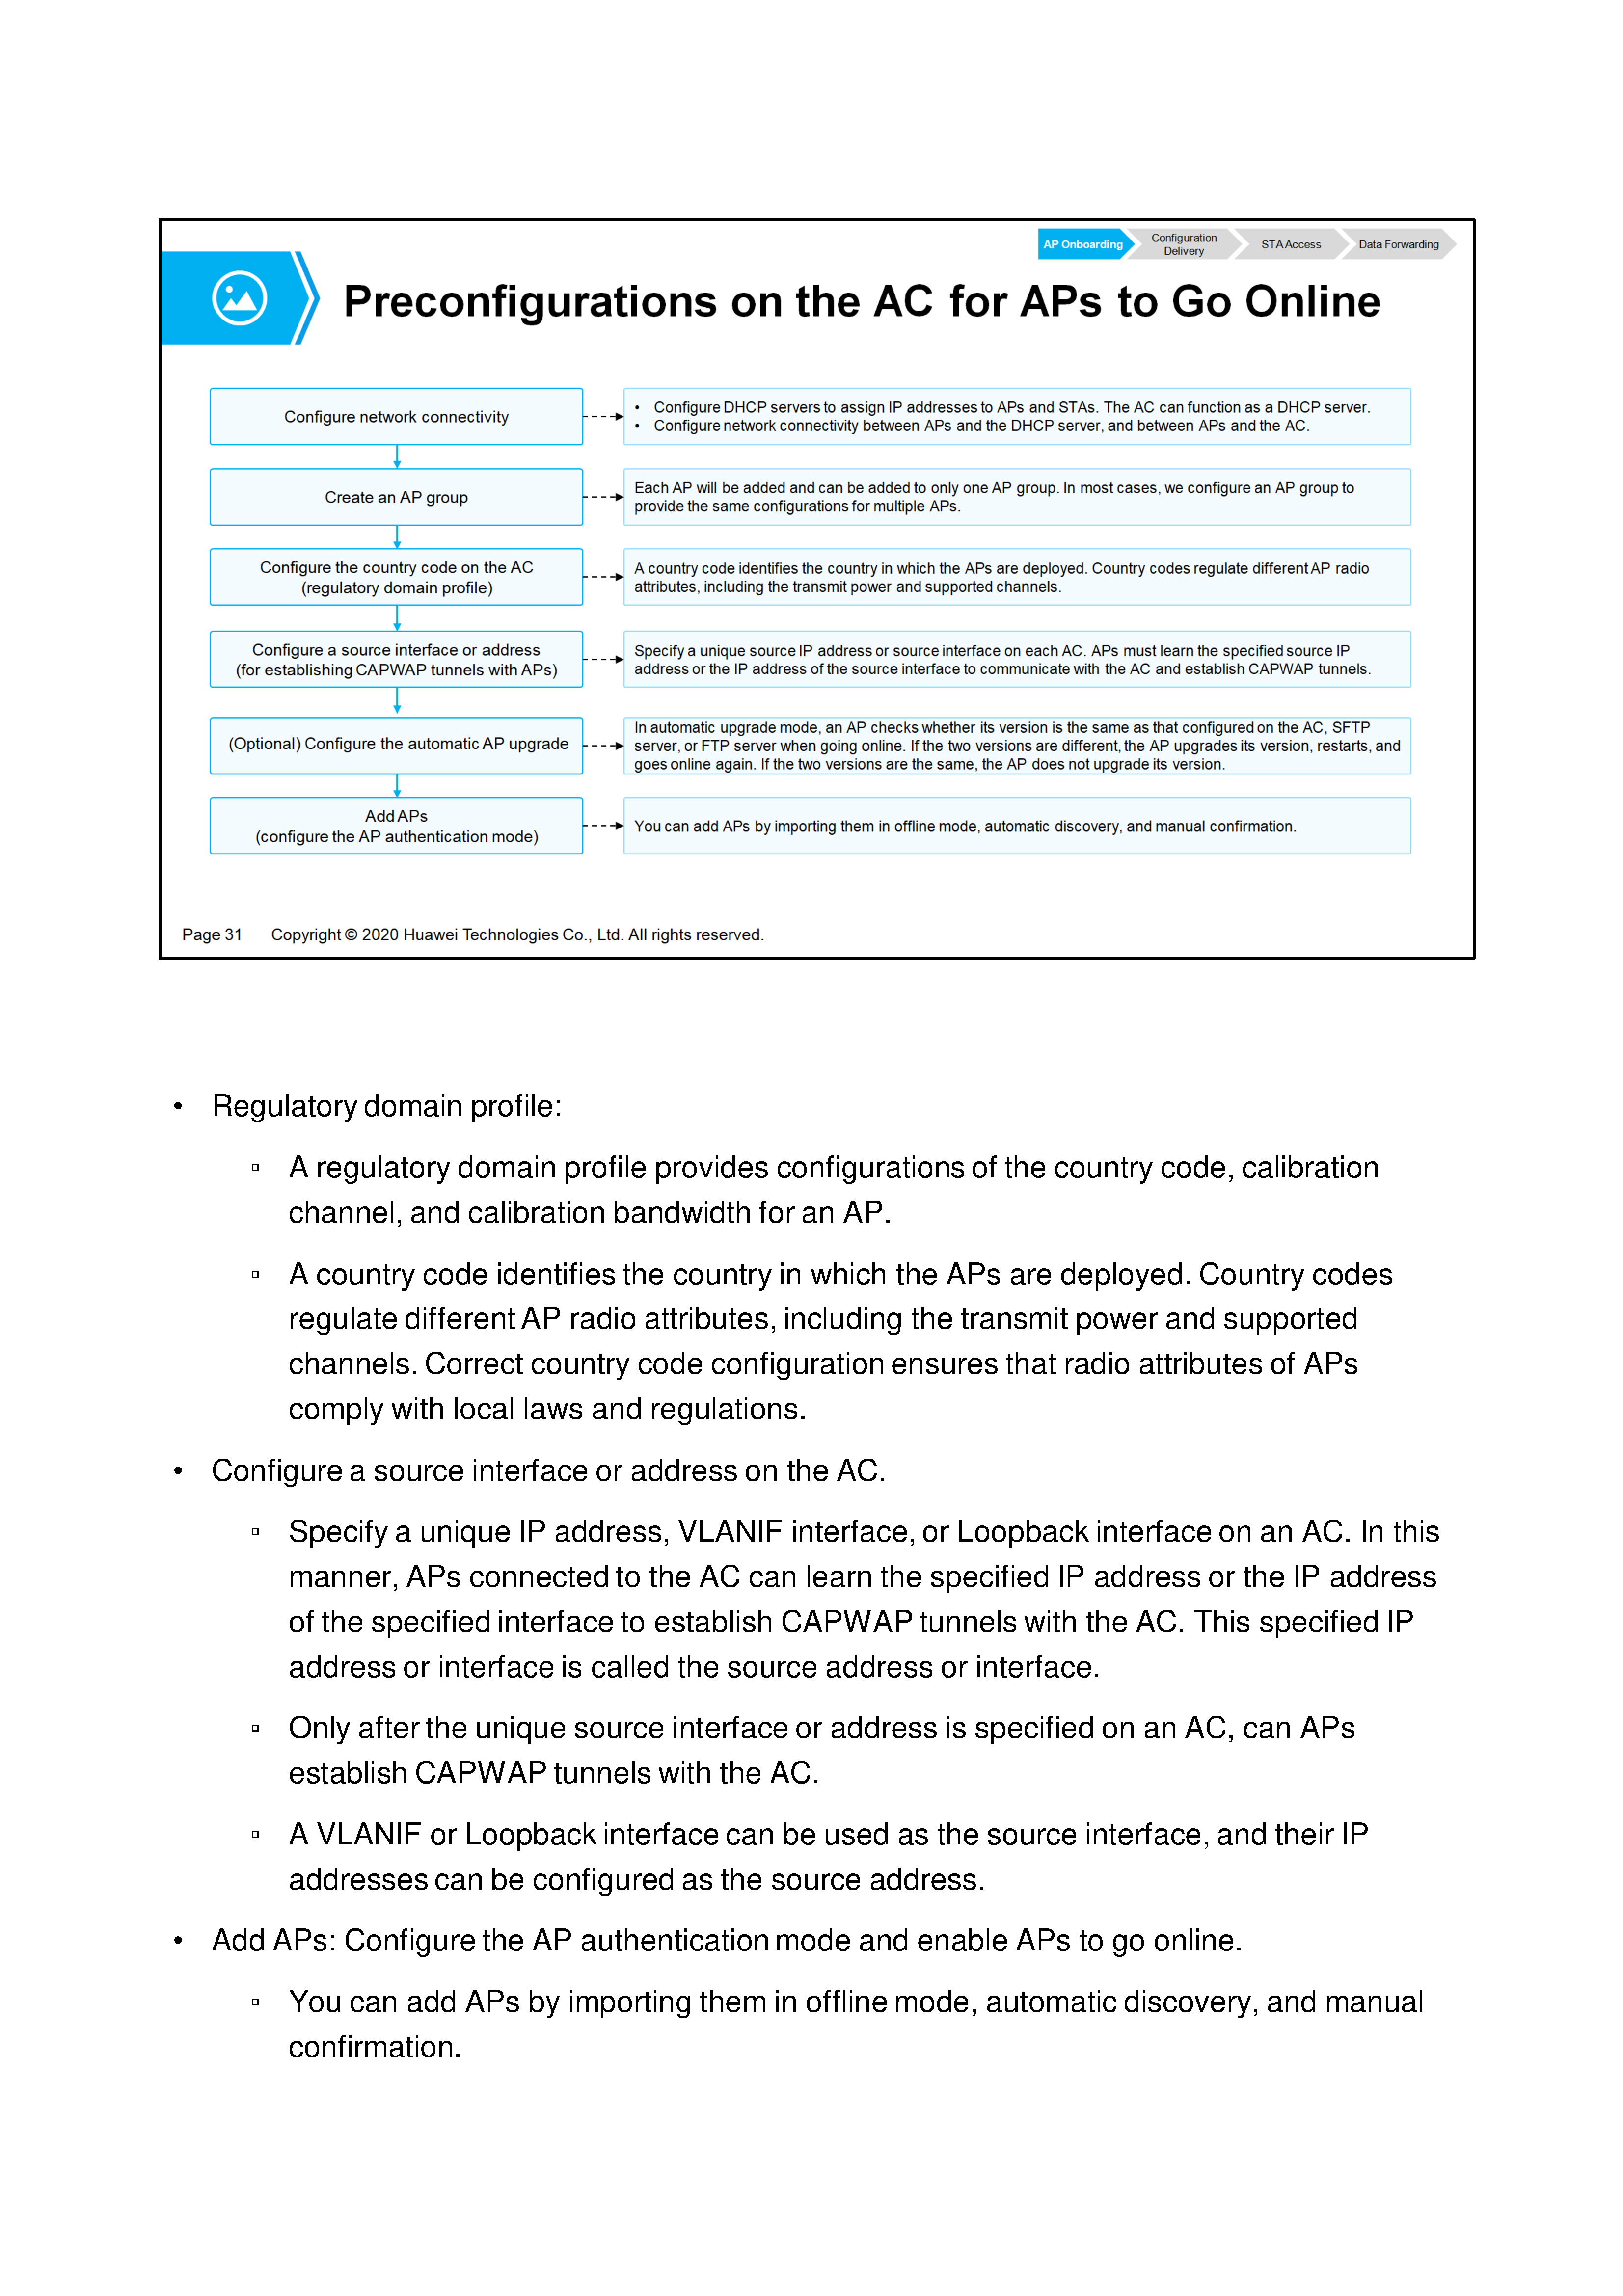 AP Onboarding
Configuration
Delivery
STA Access
Data Forwarding
Preconfigurations on the AC for APs to Go Online
Configure network connectivity
• Configure DHCP servers to assign IP addresses to APs and STAs. The AC can function as a DHCP server.
• Configure network connectivity between APs and the DHCP server, and between APs and the AC.
Create an AP group
Each AP will be added and can be added to only one AP group. In most cases, we configure an AP group to
provide the same configurations for multiple APs.
Configure the country code on the AC
(regulatory domain profile)
A country code identifies the country in which the APs are deployed. Country codes regulate different AP radio
attributes, including the transmit power and supported channels.
Configure a source interface or address
(for establishing CAPWAP tunnels with APs)
Specify a unique source IP address or source interface on each AC. APs must learn the specified source IP
address or the IP address of the source interface to communicate with the AC and establish CAPWAP tunnels.
(Optional) Configure the automatic AP upgrade
In automatic upgrade mode, an AP checks whether its version is the same as that configured on the AC, SFTP
server, or FTP server when going online. If the two versions are different, the AP upgrades its version, restarts, and
goes online again. If the two versions are the same, the AP does not upgrade its version.
Add APs
(configure the AP authentication mode)
You can add APs by importing them in offline mode, automatic discovery, and manual confirmation.
Page 31 Copyright © 2020 Huawei Technologies Co., Ltd. All rights reserved.
• Regulatory domain profile:
▫ A regulatory domain profile provides configurations of the country code, calibration
channel, and calibration bandwidth for an AP.
▫ A country code identifies the country in which the APs are deployed. Country codes
regulate different AP radio attributes, including the transmit power and supported
channels. Correct country code configuration ensures that radio attributes of APs
comply with local laws and regulations.
• Configure a source interface or address on the AC.
▫ Specify a unique IP address, VLANIF interface, or Loopback interface on an AC. In this
manner, APs connected to the AC can learn the specified IP address or the IP address
of the specified interface to establish CAPWAP tunnels with the AC. This specified IP
address or interface is called the source address or interface.
▫ Only after the unique source interface or address is specified on an AC, can APs
establish CAPWAP tunnels with the AC.
▫ A VLANIF or Loopback interface can be used as the source interface, and their IP
addresses can be configured as the source address.
• Add APs: Configure the AP authentication mode and enable APs to go online.
▫ You can add APs by importing them in offline mode, automatic discovery, and manual
confirmation.